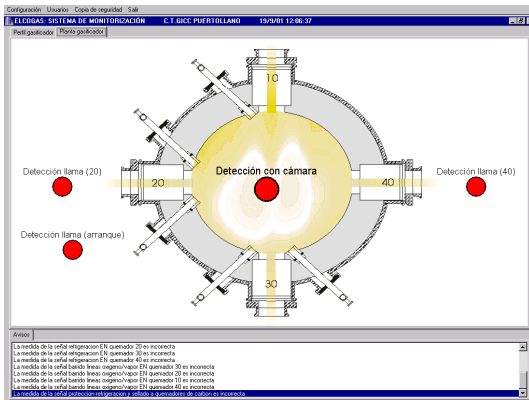 Configuración Usuarios Copia de seguridad Salir
ELCOGAS: SISTEMA DE MONITORIZACIÓN C.T.GICC PUERTOLLANO 19/9/01 12:06:37
Perfil gasificador Planta gasificador
10
Detección con cámara
Detección llama (20)
20
40
Detección llama (40)
Detección llama (arranque)
30
Avisos
La medida de la señal refrigeracion EN quemador 20 es incorrecta
La medida de la señal refrigeracion EN quemador 30 es incorrecta
La medida de la señal refrigeracion EN quemador 40 es incorrecta
La medida de la señal barido lineas oxigeno/vapor EN quemador 30 es incorrecta
La medida de la señal barido lineas oxigeno/vapor EN quemador 20 es incorrecta
La medida de la señal barido lineas oxigeno/vapor EN quemador 10 es incorrecta
La medida de la señal barido lineas oxigeno/vapor EN quemador 40 es incorrecta
La medida de la señal proteccion refrigeracion y sellado a quemadores de carbon es incorrecta